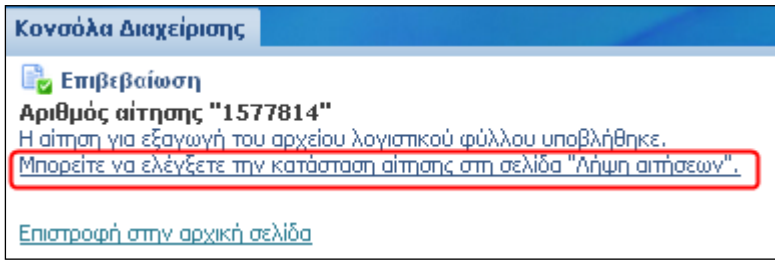 Κονσόλα Διαχείρισης
Επιβεβαίωση
Αριθμός αίτησης "1577814"
Η αίτηση για εξαγωγή του αρχείου λογιστικού φύλλου υποβλήθηκε.
Μπορείτε να ελέγξετε την κατάσταση αίτησης στη σελίδα "Λήψη αιτήσεων".
Επιστροφή στην αρχική σελίδα